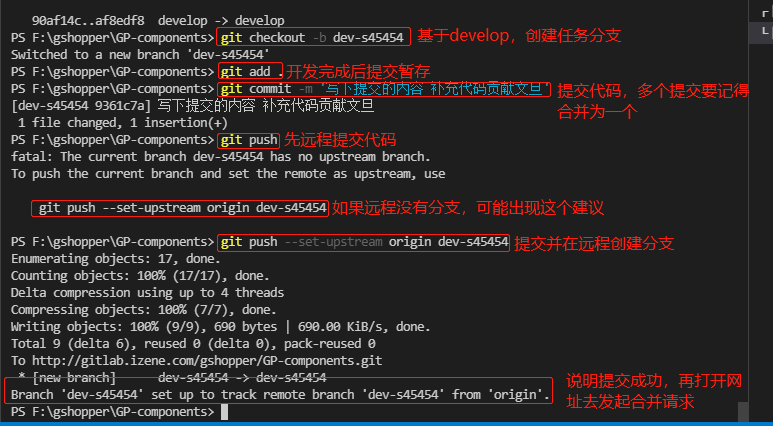 90af14c..af8edf8  develop -> develop
PS F:\gshopper\GP-components> git checkout -b dev-s45454 基于develop，创建任务分支
Switched to a new branch 'dev-s45454'
PS F:\gshopper\GP-components> git add . 开发完成后提交暂存
PS F:\gshopper\GP-components> git commit -m '写下提交的内容 补充代码贡献文旦' 提交代码，多个提交要记得
合并为一个
[dev-s45454 9361c7a] 写下提交的内容 补充代码贡献文旦
1 file changed, 1 insertion(+)
PS F:\gshopper\GP-components> git push 先远程提交代码
fatal: The current branch dev-s45454 has no upstream branch.
To push the current branch and set the remote as upstream, use
git push --set-upstream origin dev-s45454 如果远程没有分支，可能出现这个建议
PS F:\gshopper\GP-components> git push --set-upstream origin dev-s45454 提交并在远程创建分支
Enumerating objects: 17, done.
Counting objects: 100% (17/17), done.
Delta compression using up to 4 threads
Compressing objects: 100% (7/7), done.
Writing objects: 100% (9/9), 690 bytes | 690.00 KiB/s, done.
Total 9 (delta 6), reused 0 (delta 0), pack-reused 0
To http://gitlab.izene.com/gshopper/GP-components.git
* [new branch]      dev-s45454 -> dev-s45454
Branch 'dev-s45454' set up to track remote branch 'dev-s45454' from 'origin'.
说明提交成功，再打开网
址去发起合并请求
PS F:\gshopper\GP-components>